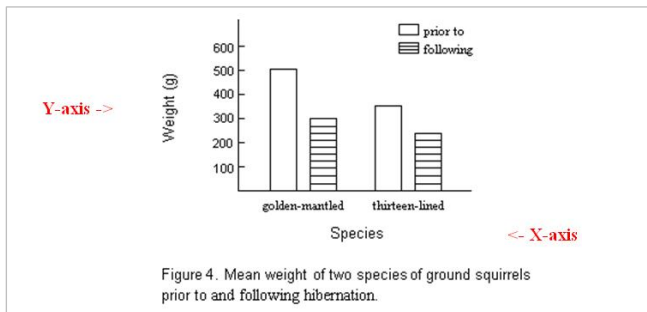 prior to
following
600
500
400
300
200
100
Weight (g)
Y-axis ->
golden-mantled thirteen-lined
Species
<- X-axis
Figure 4. Mean weight of two species of ground squirrels
prior to and following hibernation.